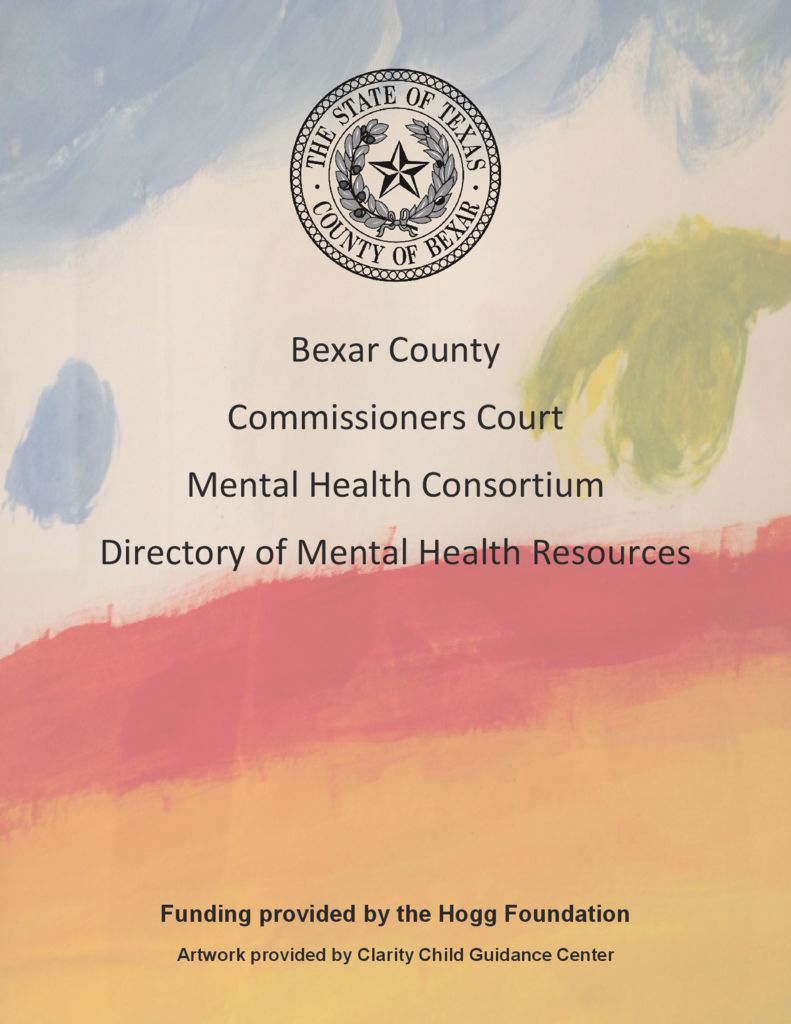 THE STATE OF TEXAS
COUNTY OF BEXAR
Bexar County
Commissioners Court
Mental Health Consortium
Directory of Mental Health Resources
Funding provided by the Hogg Foundation
Artwork provided by Clarity Child Guidance Center